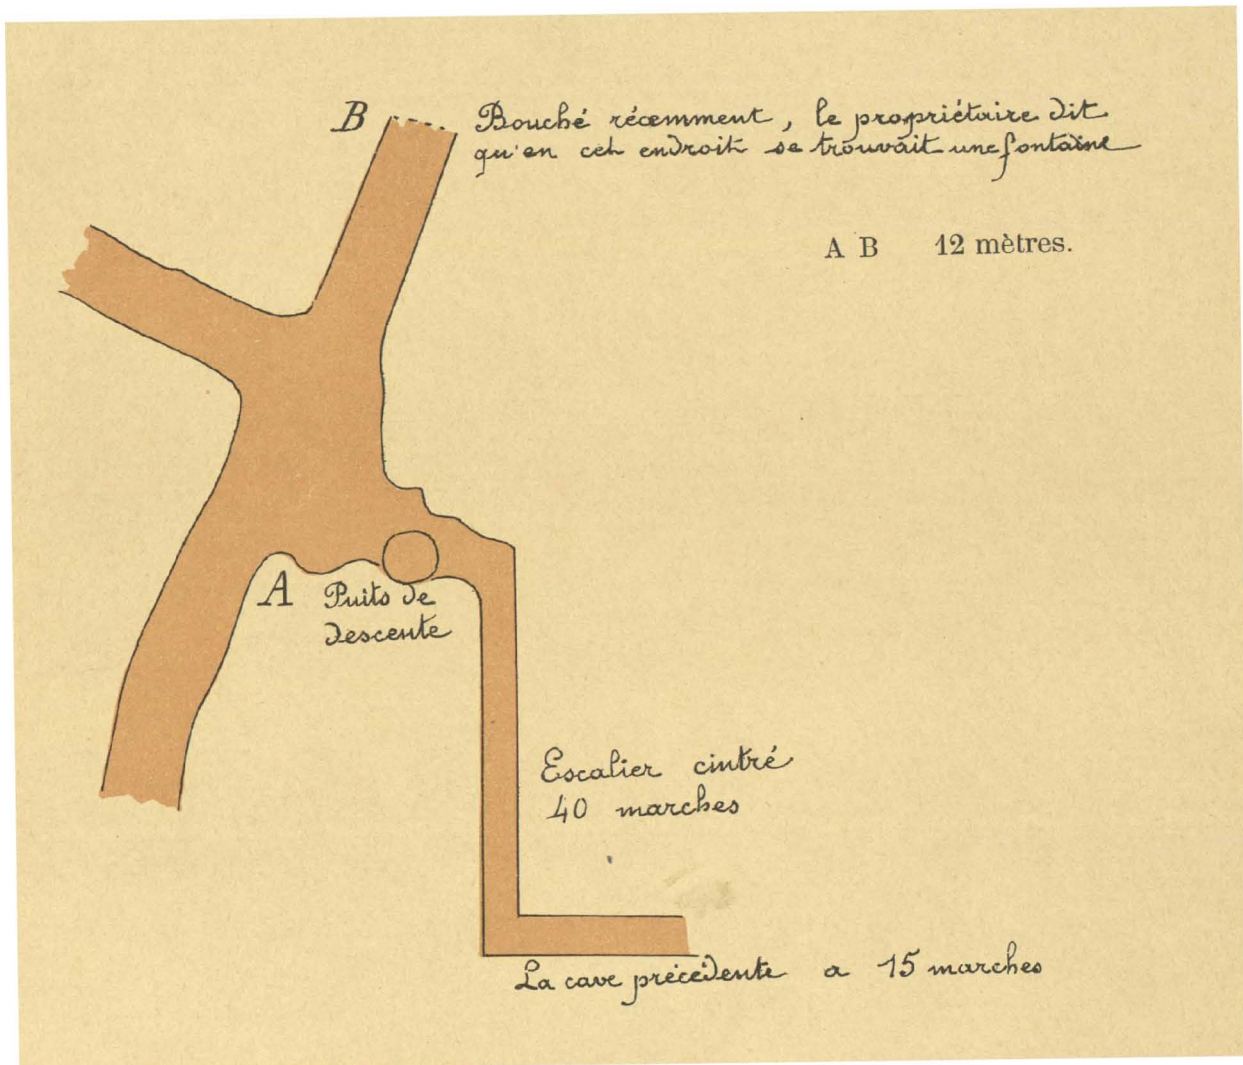 B
Bouché récemment, le propriétaire dit
qu'en cet endroit se trouvait une fontaine
A B 12 mètres.
A
Puits de
descente
Escalier cintré
40 marches
La cave précédente a 15 marches